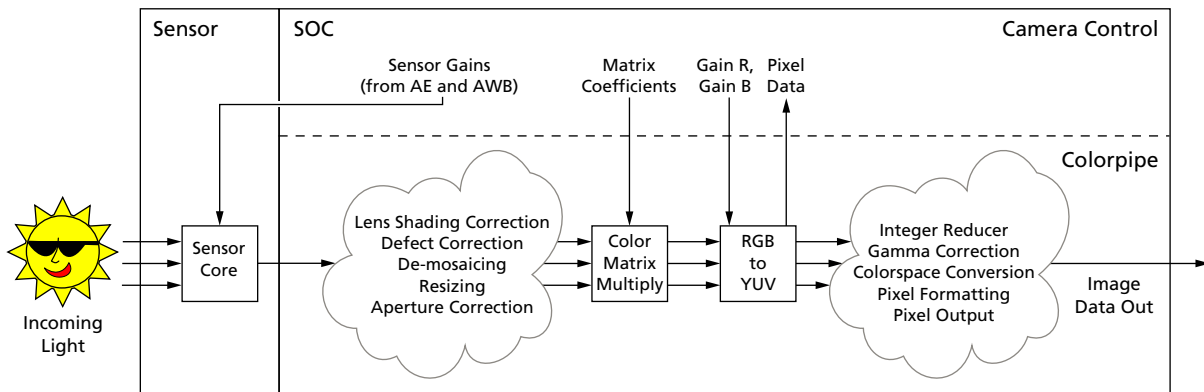 Sensor
SOC
Camera Control
Sensor Gains
(from AE and AWB)
Matrix
Coefficients
Gain R,
Gain B
Pixel
Data
Colorpipe
Incoming
Light
Sensor
Core
Lens Shading Correction
Defect Correction
De-mosaicing
Resizing
Aperture Correction
Color
Matrix
Multiply
RGB
to
YUV
Integer Reducer
Gamma Correction
Colorspace Conversion
Pixel Formatting
Pixel Output
Image
Data Out